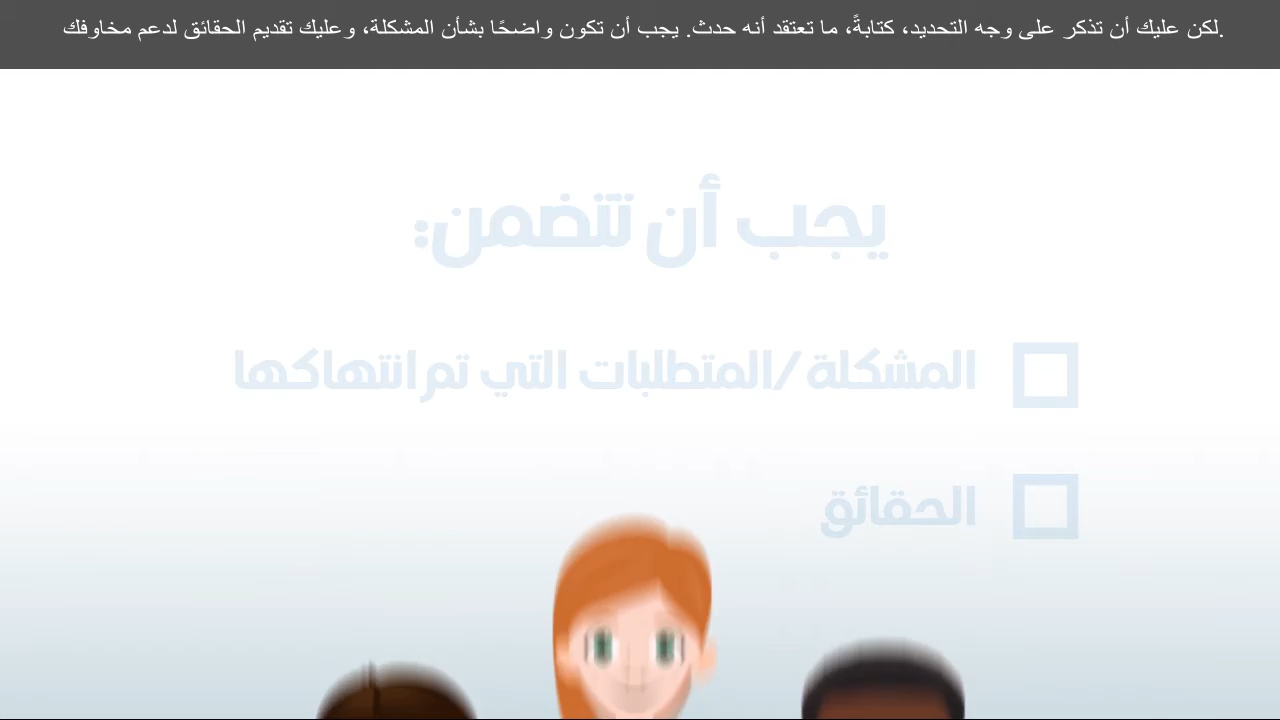 لكن عليك أن تذكر على وجه التحديد، كتابةً، ما تعتقد أنه حدث. يجب أن تكون واضحًا بشأن المشكلة، وعليك تقديم الحقائق لدعم مخاوفك.
يجب أن تتضمن:
المشكلة/المتطلبات التي تم انتهاكها
الحقائق